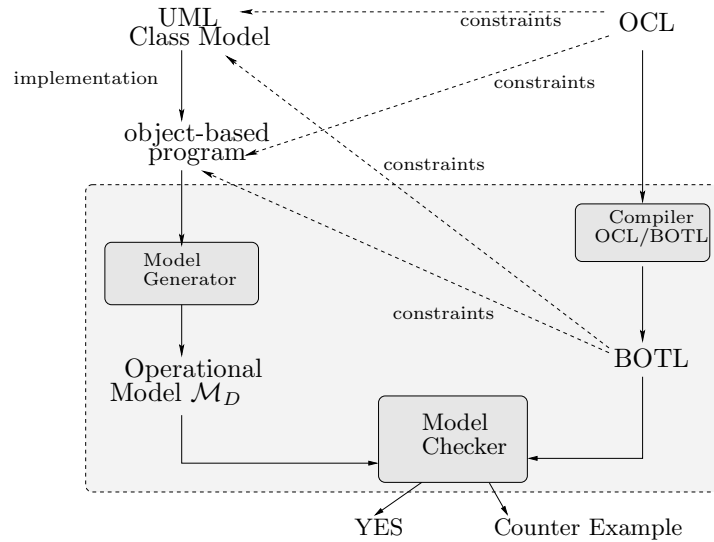 UML
Class Model
constraints
OCL
implementation
constraints
object-based
program
constraints
Compiler
OCL/BOTL
Model
Generator
constraints
Operational
Model M_D
BOTL
Model
Checker
YES
Counter Example